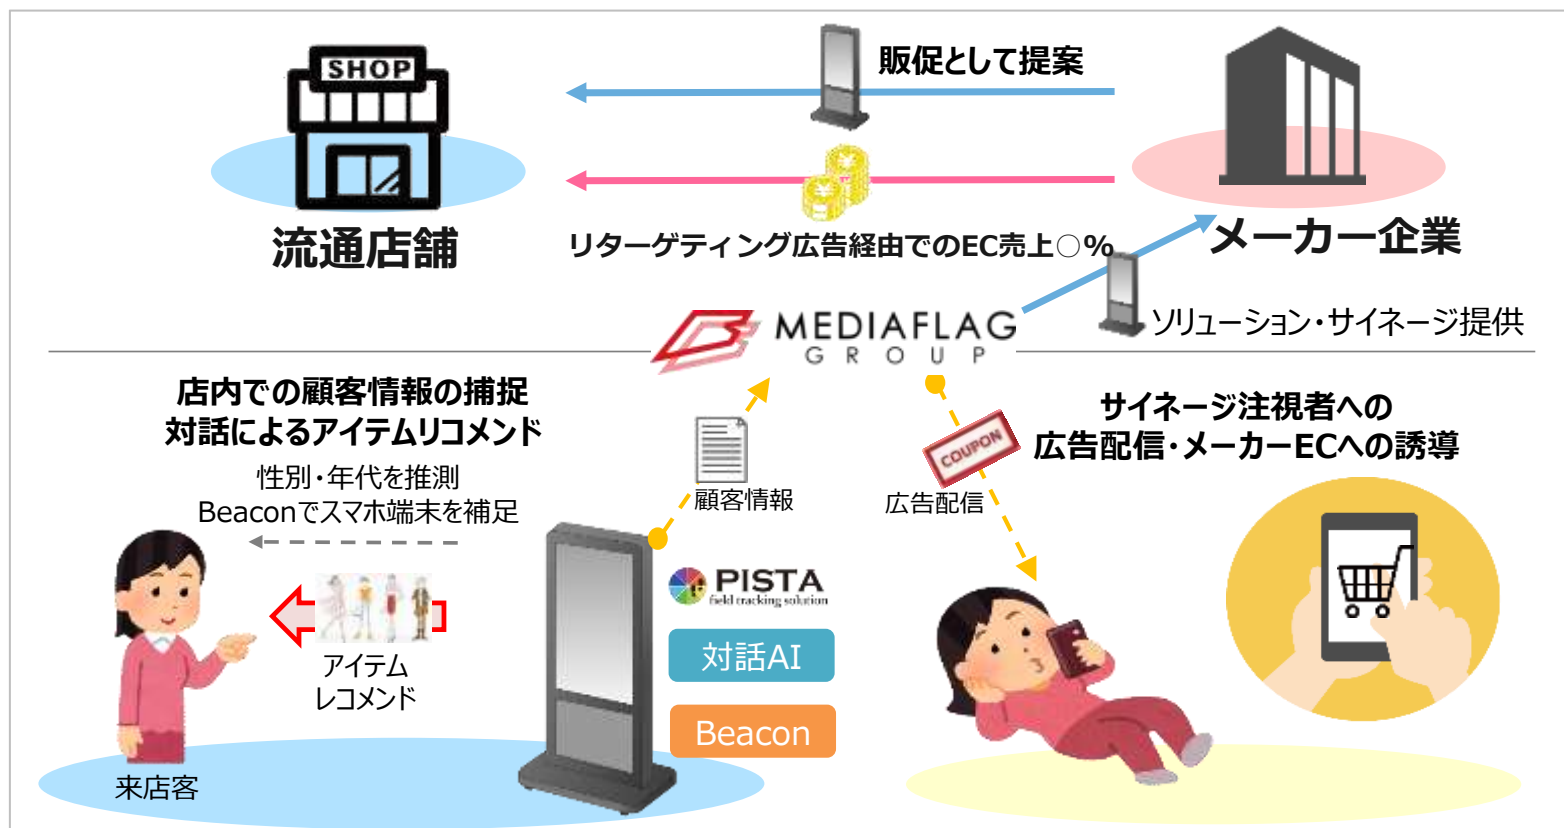 SHOP
販促として提案
流通店舗
リターゲティング広告経由でのEC売上○%
メーカー企業
MEDIAFLAG
GROUP
ソリューション・サイネージ提供
店内での顧客情報の捕捉
対話によるアイテムリコメンド
性別・年代を推測
Beaconでスマホ端末を補足
顧客情報
COUPON
広告配信
サイネージ注視者への
広告配信・メーカーECへの誘導
PISTA
field tracking solution
対話AI
Beacon
アイテム
レコメンド
来店客